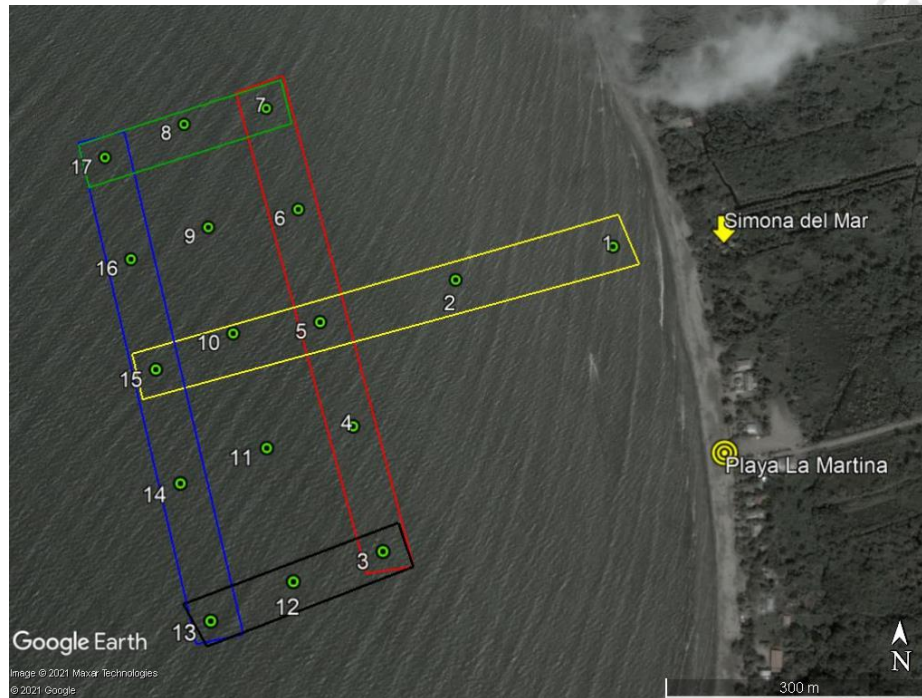 7
8
17
Simona del Mar
6
9
1
16
2
5
10
15
4
Playa La Martina
11
14
3
12
13
Google Earth
N
Image © 2021 Maxar Technologies
© 2021 Google
300 m